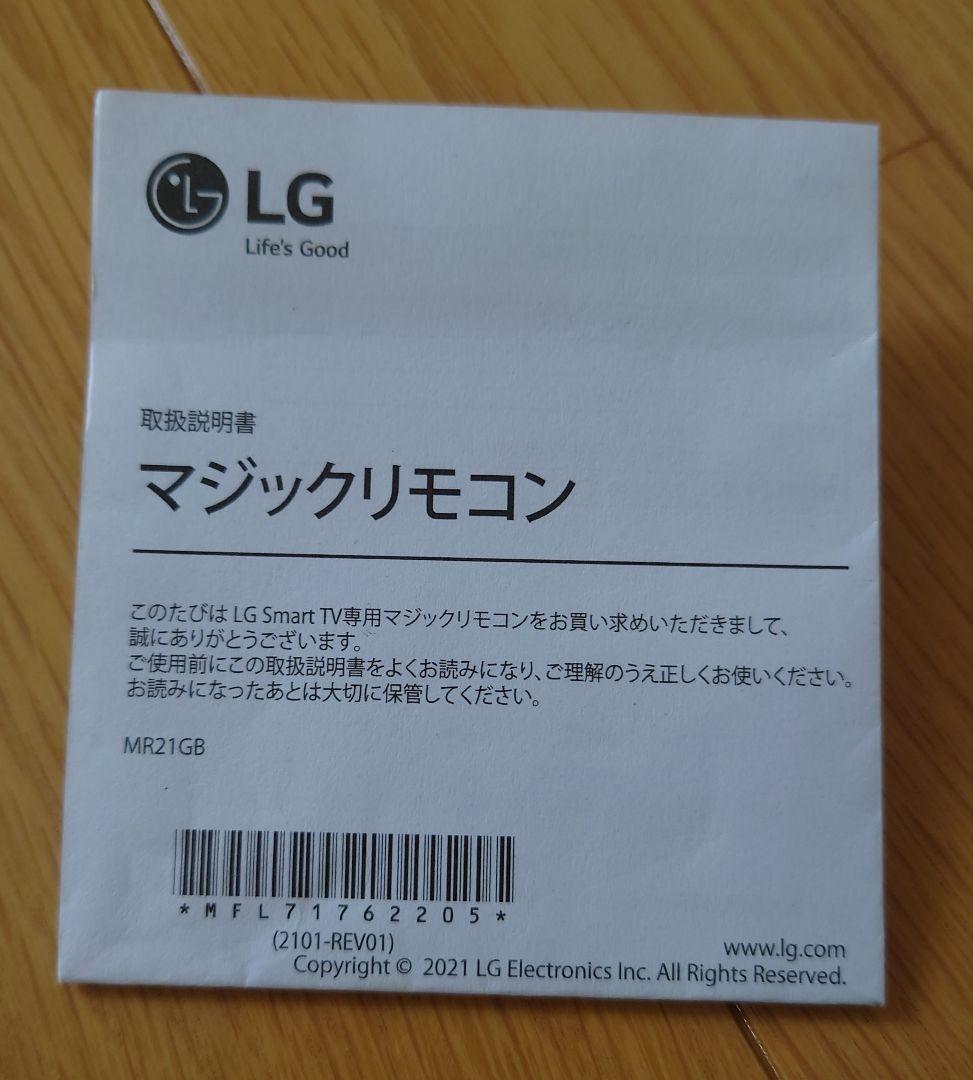 LG
Life's Good
取扱説明書
マジックリモコン
このたびは LG Smart TV専用マジックリモコンをお買い求めいただきまして、
誠にありがとうございます。
ご使用前にこの取扱説明書をよくお読みになり、ご理解のうえ正しくお使いください。
お読みになったあとは大切に保管してください。
MR21GB
*MFL71762205*
(2101-REV01)
www.lg.com
Copyright © 2021 LG Electronics Inc. All Rights Reserved.